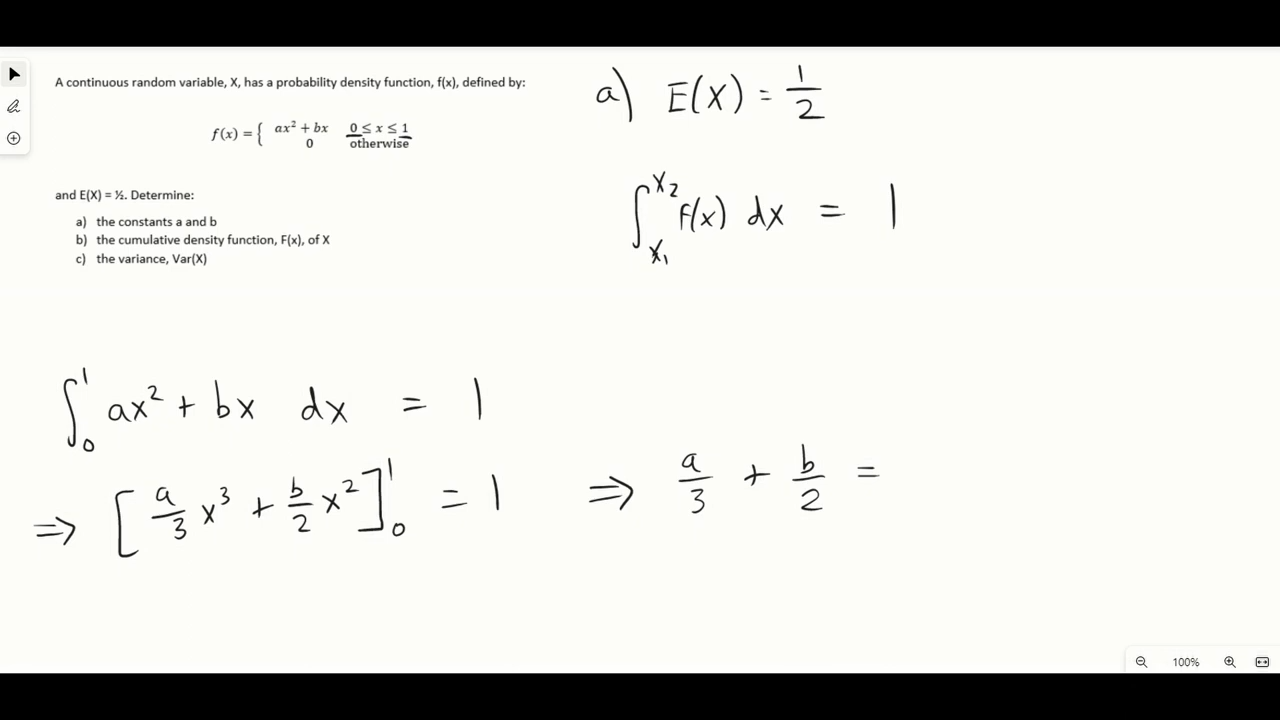 A continuous random variable, X, has a probability density function, f(x), defined by:
f(x) = { ax² + bx 0 ≤ x ≤ 1
0 otherwise
and E(X) = ½. Determine:
a) the constants a and b
b) the cumulative density function, F(x), of X
c) the variance, Var(X)
a) E(X) = 1/2
∫_{x₁}^{x₂} f(x) dx = 1
∫_0^1 ax² + bx dx = 1
⇒ [a/3 x³ + b/2 x²]_0^1 = 1 ⇒ a/3 + b/2 =
100%